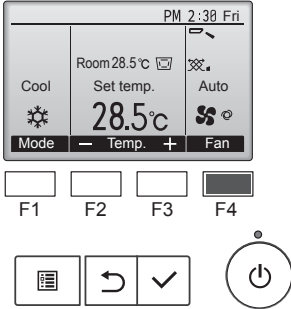 PM 2:30 Fri
Room 28.5℃
Cool Set temp. Auto
28.5℃
Mode − Temp. + Fan
F1 F2 F3 F4